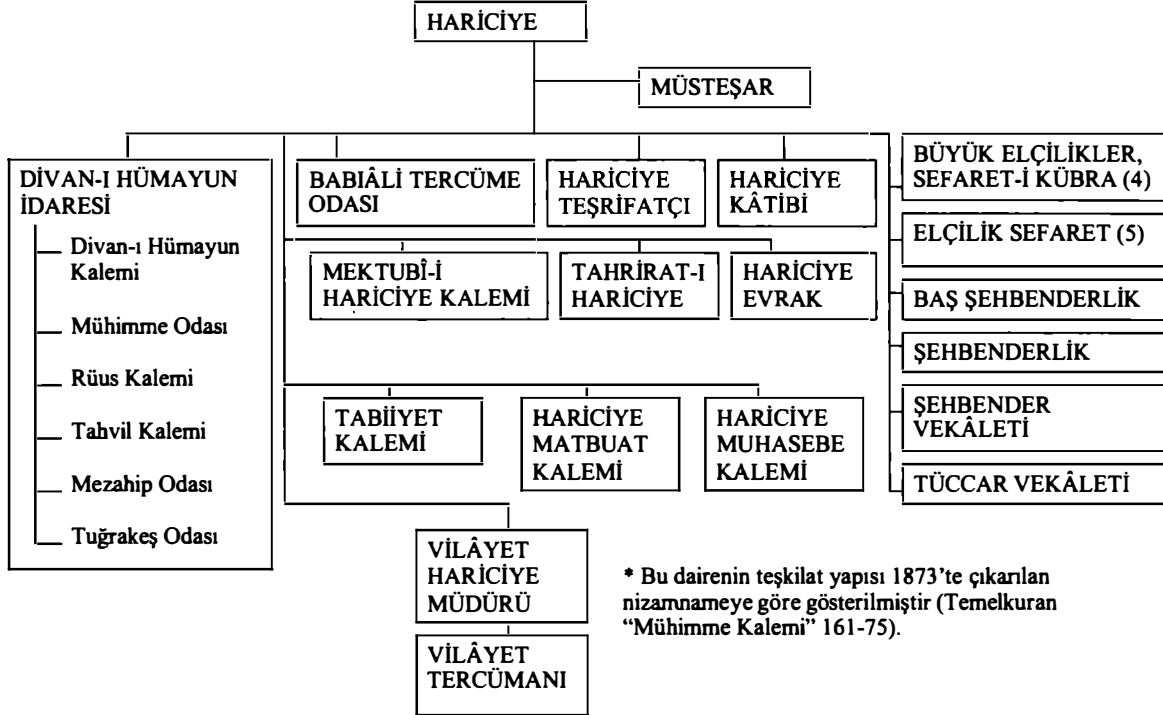 HARİCİYE
MÜSTEŞAR
DİVAN-I HÜMAYUN
İDARESİ
Divan-ı Hümayun
Kalemi
Mühimme Odası
Rüus Kalemi
Tahvil Kalemi
Mezahip Odası
Tuğrakeş Odası
BABIÂLİ TERCÜME
ODASI
HARİCİYE
TEŞRİFATÇI
HARİCİYE
KÂTİBİ
MEKTUBÎ-İ
HARİCİYE KALEMİ
TAHRİRAT-I
HARİCİYE
HARİCİYE
EVRAK
TABİİYET
KALEMİ
HARİCİYE
MATBUAT
KALEMİ
HARİCİYE
MUHASEBE
KALEMİ
VİLÂYET
HARİCİYE
MÜDÜRÜ
VİLÂYET
TERCÜMANI
BÜYÜK ELÇİLİKLER,
SEFARET-İ KÜBRA (4)
ELÇİLİK SEFARET (5)
BAŞ ŞEHBENDERLİK
ŞEHBENDERLİK
ŞEHBENDER
VEKÂLETİ
TÜCCAR VEKÂLETİ
* Bu dairenin teşkilat yapısı 1873’te çıkarılan
nizamnameye göre gösterilmiştir (Temelkuran
“Mühimme Kalemi” 161-75).